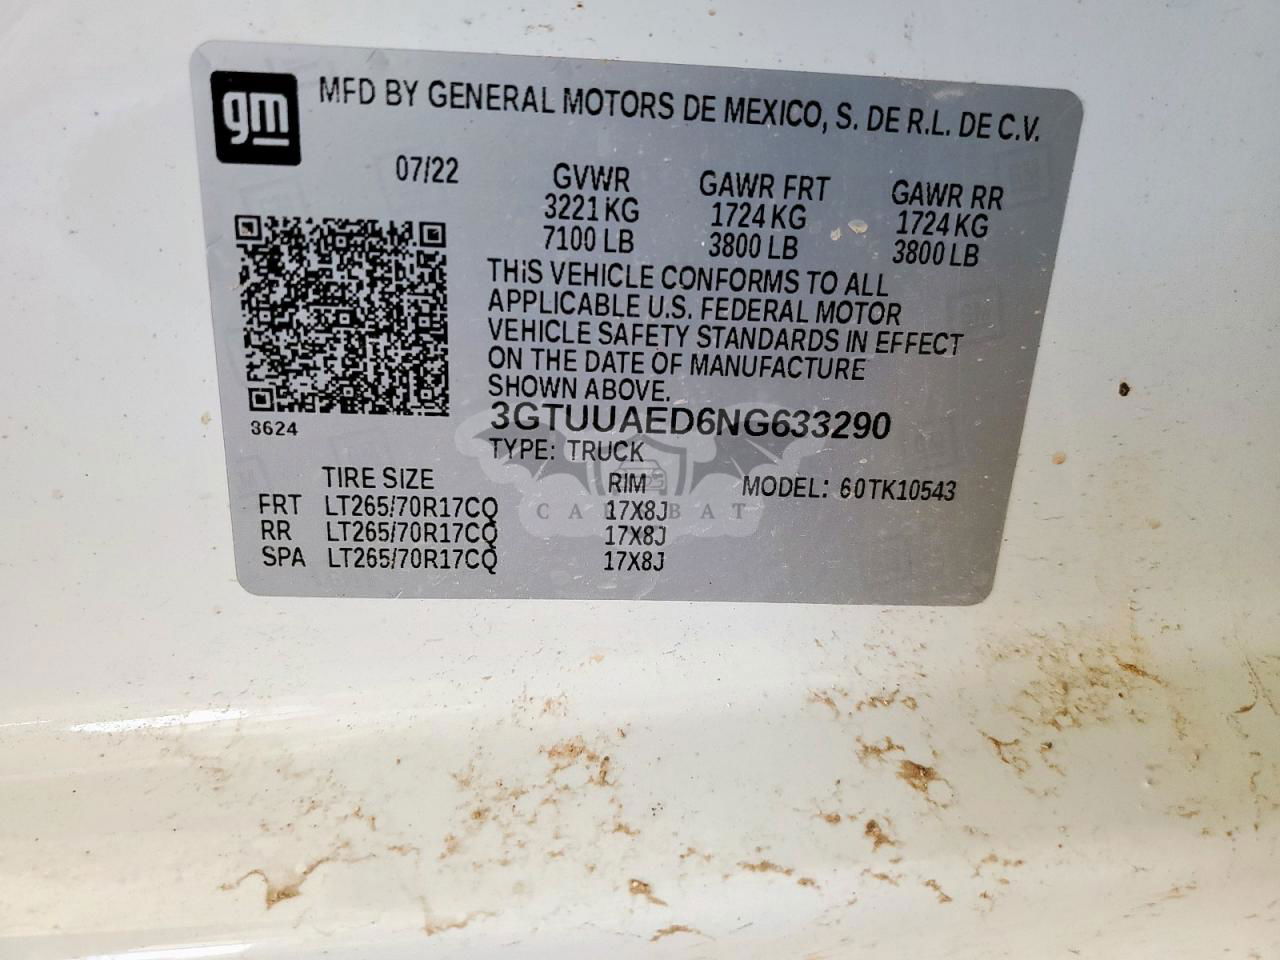 gm
MFD BY GENERAL MOTORS DE MEXICO, S. DE R.L. DE C.V.
07/22
GVWR GAWR FRT GAWR RR
3221 KG 1724 KG 1724 KG
7100 LB 3800 LB 3800 LB
THiS VEHICLE CONFORMS TO ALL
APPLICABLE U.S. FEDERAL MOTOR
VEHICLE SAFETY STANDARDS IN EFFECT
ON THE DATE OF MANUFACTURE
SHOWN ABOVE.
3624
3GTUUAED6NG633290
TYPE: TRUCK
TIRE SIZE RIM MODEL: 60TK10543
FRT LT265/70R17CQ 17X8J
RR LT265/70R17CQ 17X8J
SPA LT265/70R17CQ 17X8J